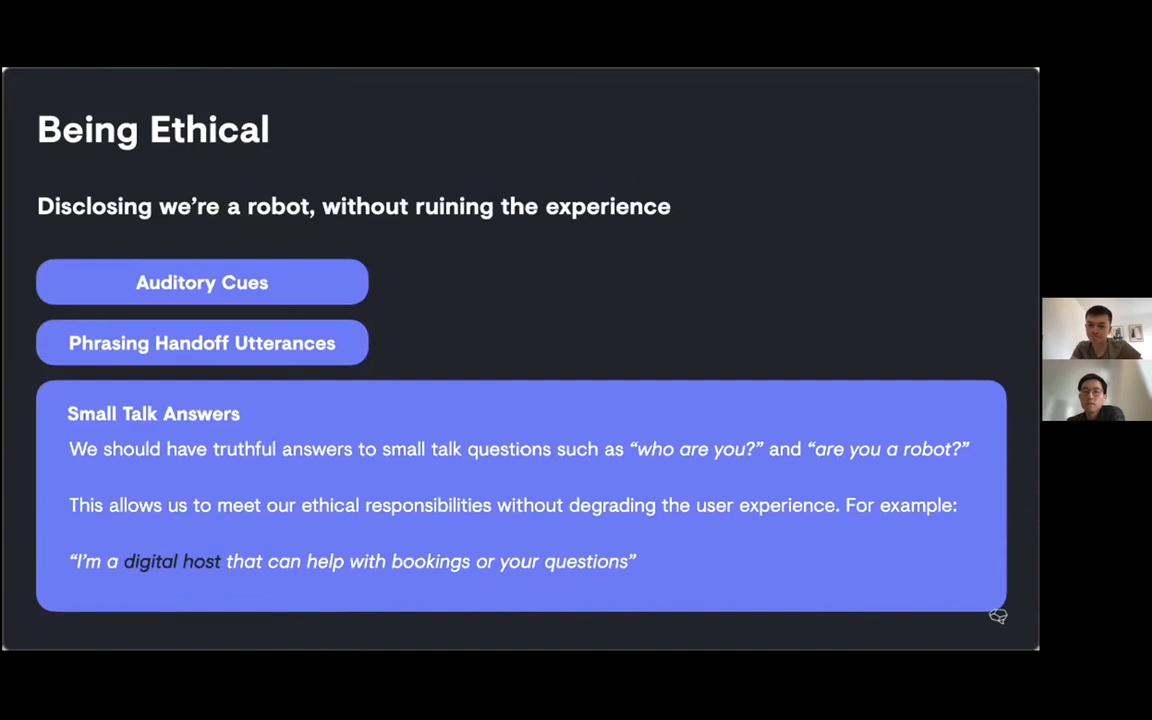 Being Ethical
Disclosing we’re a robot, without ruining the experience
Auditory Cues
Phrasing Handoff Utterances
Small Talk Answers
We should have truthful answers to small talk questions such as “who are you?” and “are you a robot?”
This allows us to meet our ethical responsibilities without degrading the user experience. For example:
“I’m a digital host that can help with bookings or your questions”